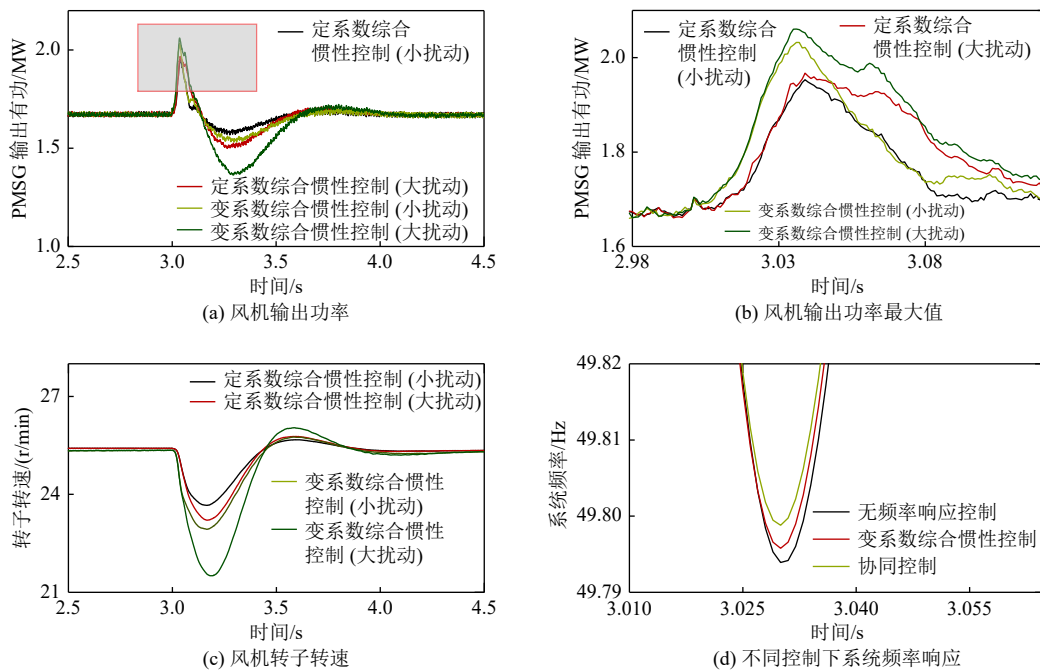 PMSG 输出有功/MW
2.0
1.5
1.0
定系数综合
惯性控制 (小扰动)
定系数综合惯性控制 (大扰动)
变系数综合惯性控制 (小扰动)
变系数综合惯性控制 (大扰动)
2.5 3.0 3.5 4.0 4.5
时间/s
(a) 风机输出功率
PMSG 输出有功/MW
2.0
1.8
1.6
定系数综合
惯性控制
(小扰动)
定系数综合
惯性控制 (大扰动)
变系数综合惯性控制 (小扰动)
变系数综合惯性控制 (大扰动)
2.98 3.03 3.08
时间/s
(b) 风机输出功率最大值
转子转速/(r/min)
27
24
21
定系数综合惯性控制 (小扰动)
定系数综合惯性控制 (大扰动)
变系数综合惯性
控制 (小扰动)
变系数综合惯性
控制 (大扰动)
2.5 3.0 3.5 4.0 4.5
时间/s
(c) 风机转子转速
系统频率/Hz
49.82
49.81
49.80
49.79
无频率响应控制
变系数综合惯性控制
协同控制
3.010 3.025 3.040 3.055
时间/s
(d) 不同控制下系统频率响应